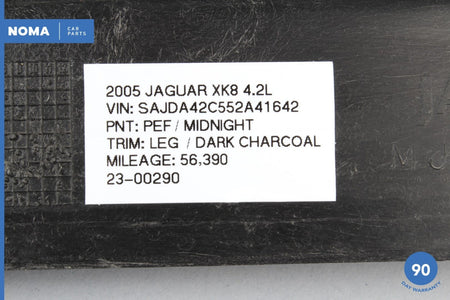 NOMA CAR PARTS
2005 JAGUAR XK8 4.2L
VIN: SAJDA42C552A41642
PNT: PEF / MIDNIGHT
TRIM: LEG / DARK CHARCOAL
MILEAGE: 56,390
23-00290
90
DAY WARRANTY